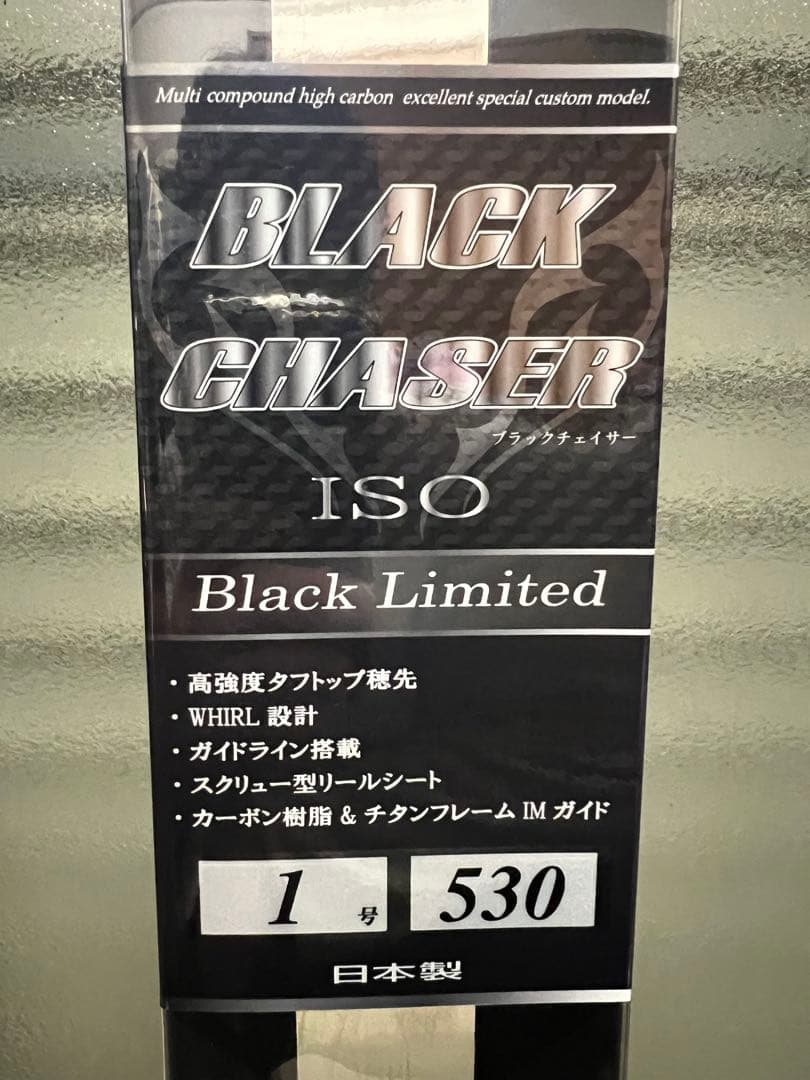 Multi compound high carbon excellent special custom model.
BLACK
CHASER
ブラックチェイサー
ISO
Black Limited
・高強度タフトップ穂先
・WHIRL 設計
・ガイドライン搭載
・スクリュー型リールシート
・カーボン樹脂 & チタンフレーム IM ガイド
1号 530
日本製